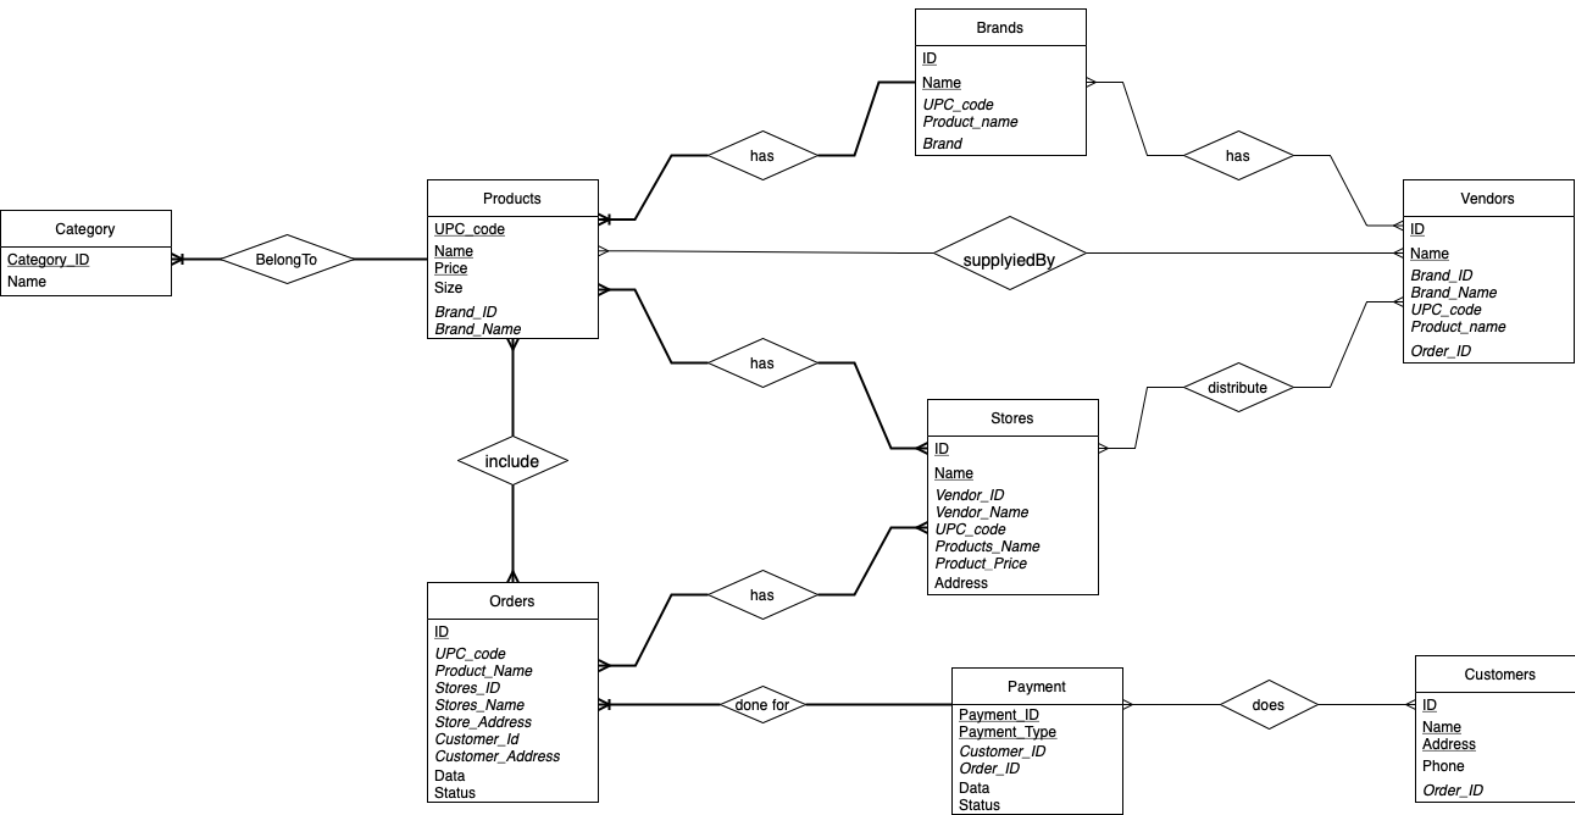 Brands
ID
Name
UPC_code
Product_name
Brand
has
has
Products
UPC_code
Name
Price
Size
Brand_ID
Brand_Name
Vendors
ID
Name
Brand_ID
Brand_Name
UPC_code
Product_name
Order_ID
Category
Category_ID
Name
BelongTo
supplyiedBy
has
distribute
Stores
ID
Name
Vendor_ID
Vendor_Name
UPC_code
Products_Name
Product_Price
Address
include
has
Orders
ID
UPC_code
Product_Name
Stores_ID
Stores_Name
Store_Address
Customer_Id
Customer_Address
Data
Status
done for
Payment
Payment_ID
Payment_Type
Customer_ID
Order_ID
Data
Status
does
Customers
ID
Name
Address
Phone
Order_ID